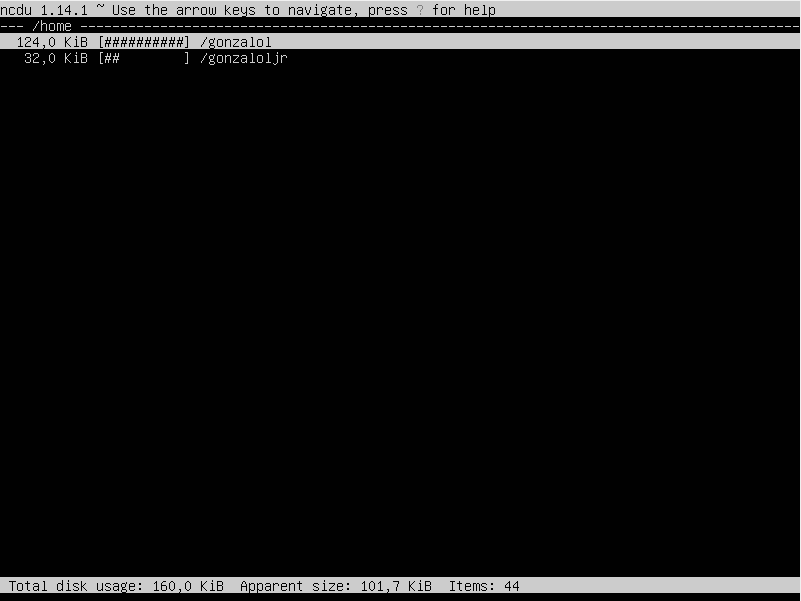 ncdu 1.14.1 ~ Use the arrow keys to navigate, press ? for help
--- /home ------------------------------------------------------------------------------------------
124,0 KiB [##########] /gonzalol
32,0 KiB [##        ] /gonzaloljr
Total disk usage: 160,0 KiB  Apparent size: 101,7 KiB  Items: 44